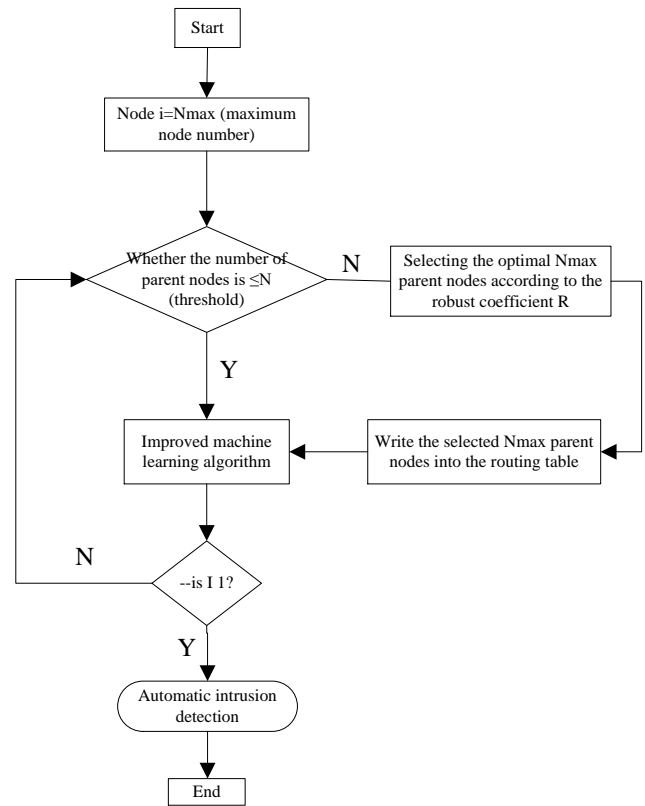 Start
Node i=Nmax (maximum
node number)
Whether the number of
parent nodes is ≤N
(threshold)
N
Selecting the optimal Nmax
parent nodes according to the
robust coefficient R
Y
Improved machine
learning algorithm
Write the selected Nmax parent
nodes into the routing table
N
--is I 1?
Y
Automatic intrusion
detection
End